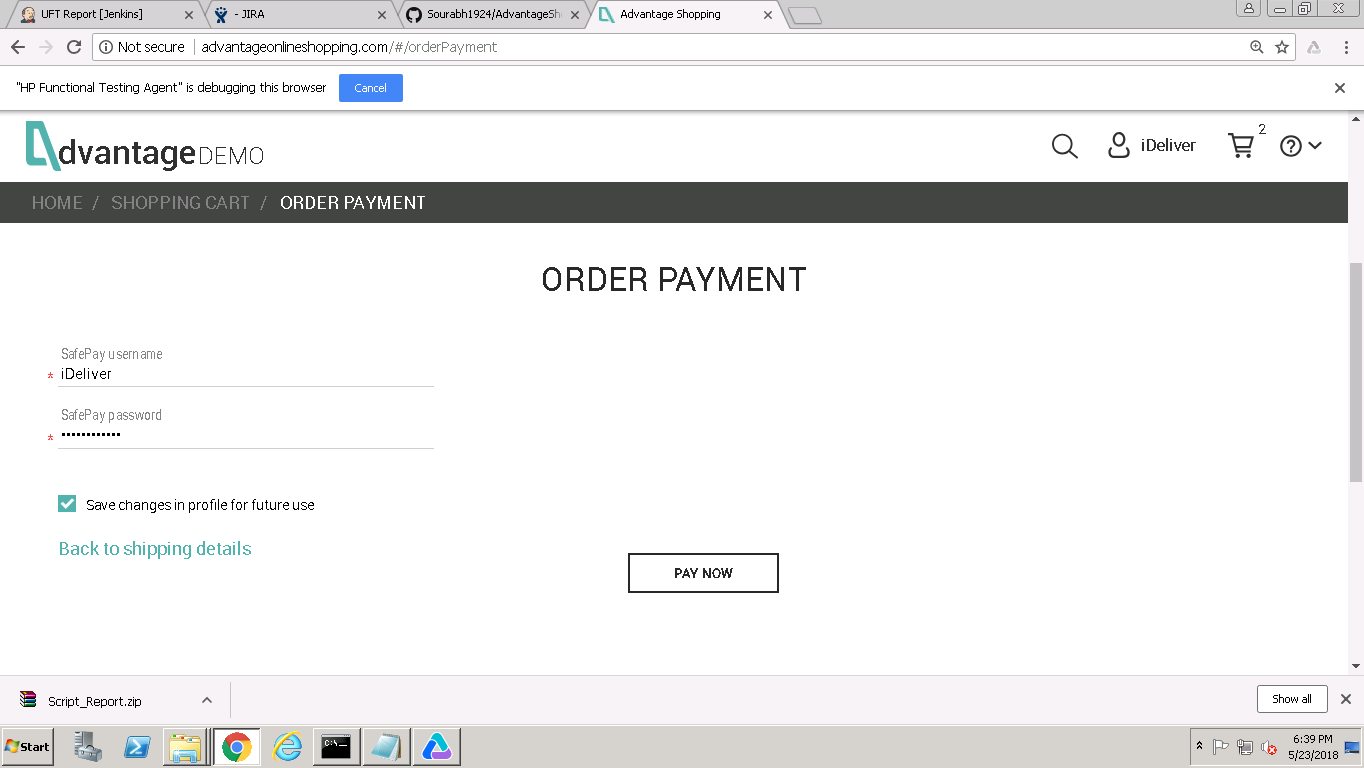 UFT Report [Jenkins]
- JIRA
Sourabh1924/AdvantageSh
Advantage Shopping
Not secure
advantageonlineshopping.com/#/orderPayment
"HP Functional Testing Agent" is debugging this browser
Cancel
dvantage DEMO
iDeliver
2
HOME / SHOPPING CART / ORDER PAYMENT
ORDER PAYMENT
SafePay username
* iDeliver
SafePay password
* ••••••••••••
Save changes in profile for future use
Back to shipping details
PAY NOW
Script_Report.zip
Show all
Start
C:\_
6:39 PM
5/23/2018